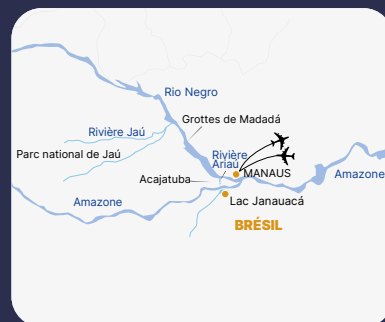 Rio Negro
Grottes de Madadá
Rivière Jaú
Parc national de Jaú
Rivière
Ariaú
MANAUS
Acajatuba
Amazone
Amazone
Lac Janauacá
BRÉSIL